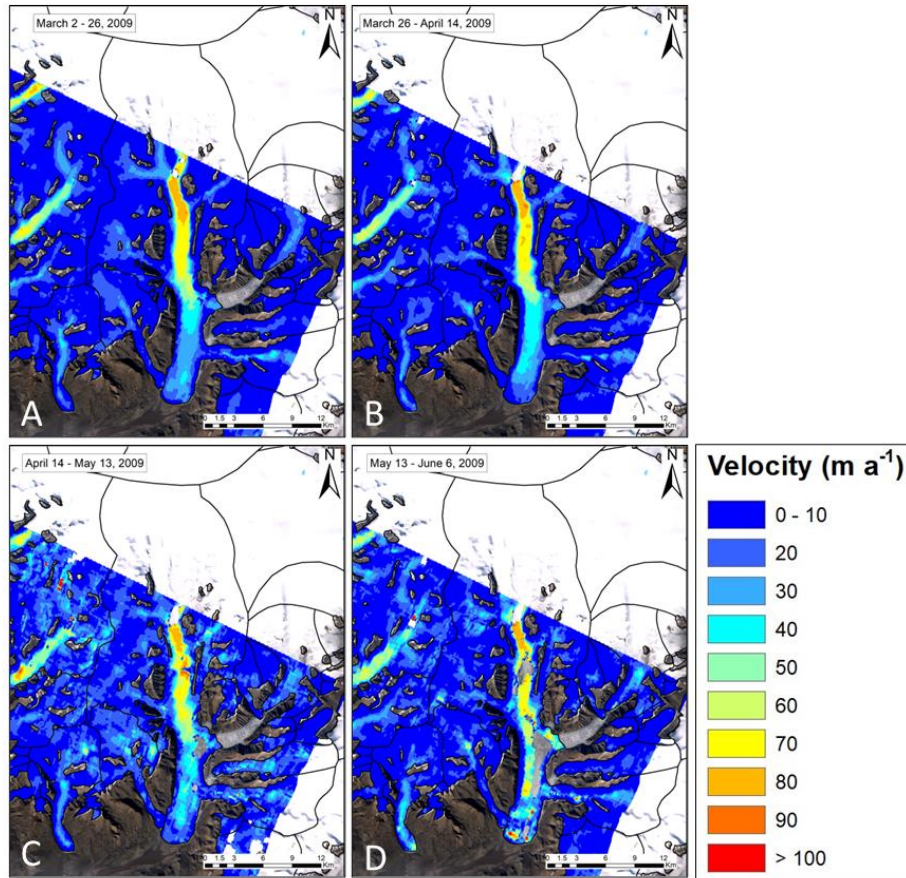 March 2 - 26, 2009
N
A
0 1.5 3 6 9 12
Km
March 26 - April 14, 2009
N
B
0 1.5 3 6 9 12
Km
April 14 - May 13, 2009
N
C
0 1.5 3 6 9 12
Km
May 13 - June 6, 2009
N
D
0 1.5 3 6 9 12
Km
Velocity (m a⁻¹)
0 - 10
20
30
40
50
60
70
80
90
> 100